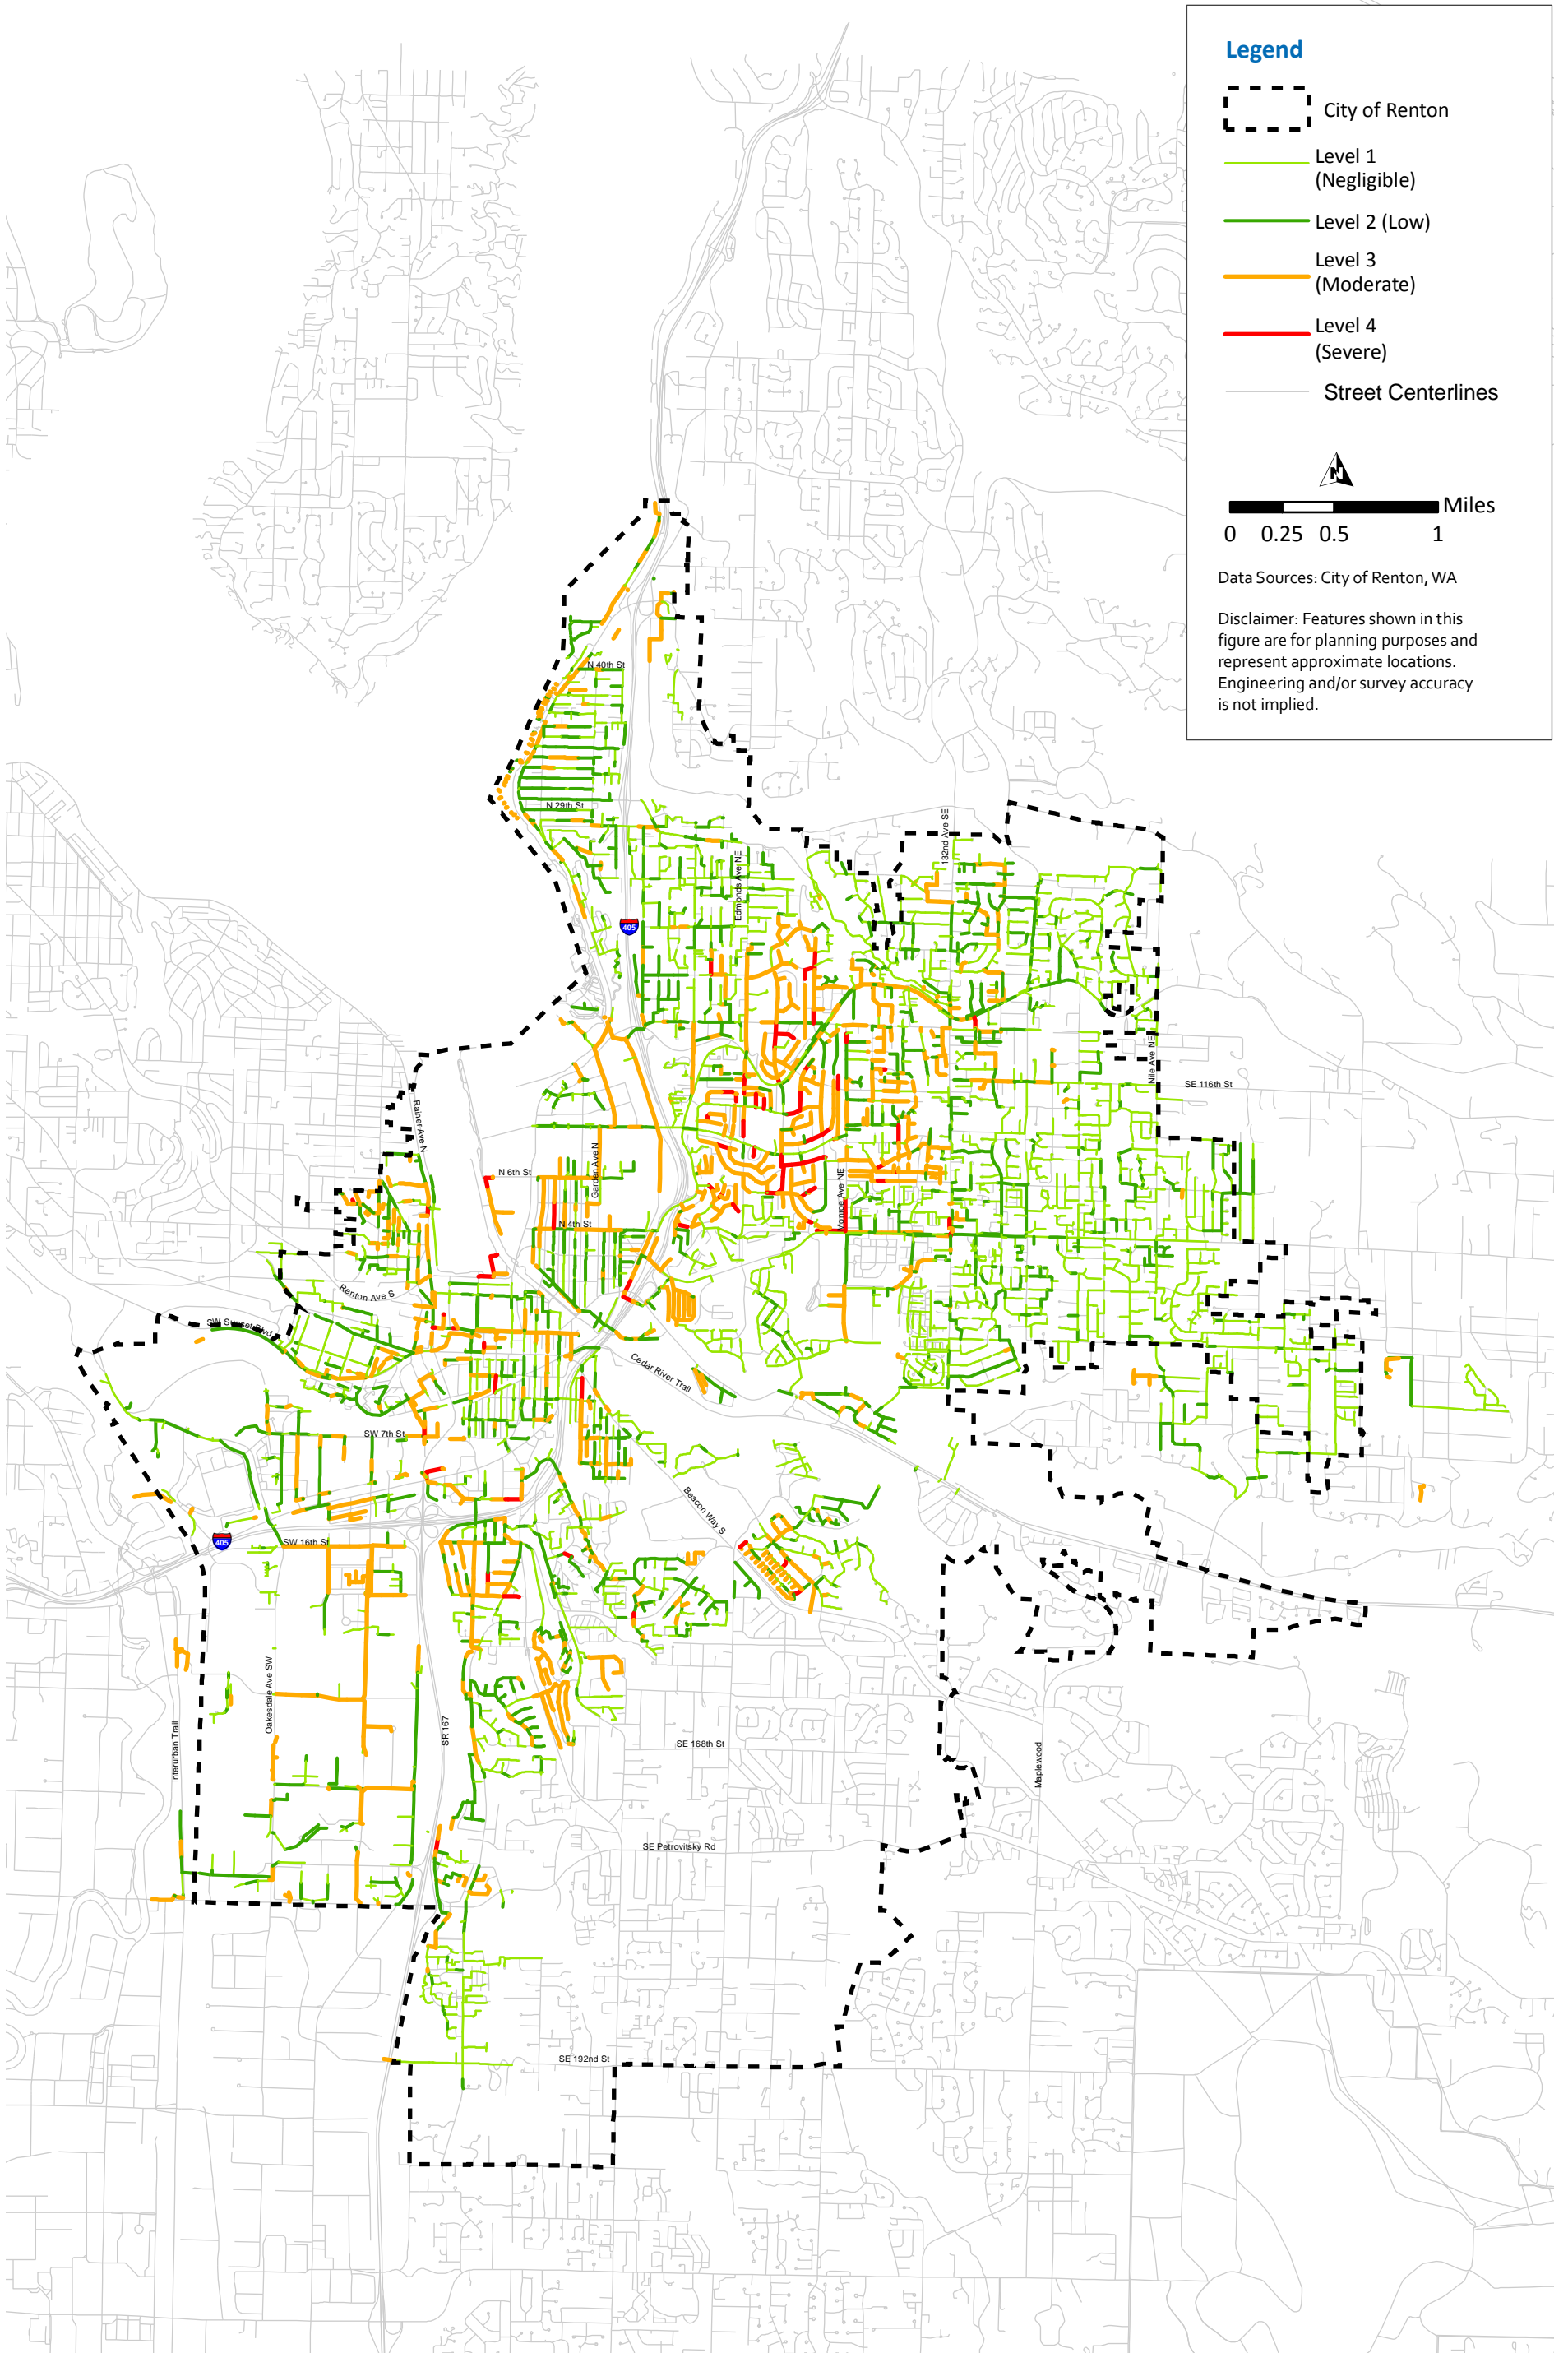 Legend
City of Renton
Level 1
(Negligible)
Level 2 (Low)
Level 3
(Moderate)
Level 4
(Severe)
Street Centerlines
N
Miles
0 0.25 0.5 1
Data Sources: City of Renton, WA
Disclaimer: Features shown in this
figure are for planning purposes and
represent approximate locations.
Engineering and/or survey accuracy
is not implied.
N 40th St
N 29th St
132nd Ave SE
Edmonds Ave NE
405
Nile Ave NE
SE 116th St
Rainer Ave N
Garden Ave N
N 6th St
Monroe Ave NE
N 4th St
Renton Ave S
SW Sunset Blvd
Cedar River Trail
SW 7th St
Beacon Way S
405
SW 16th St
Oakesdale Ave SW
Interurban Trail
SR 167
SE 168th St
Maplewood
SE Petrovitsky Rd
SE 192nd St